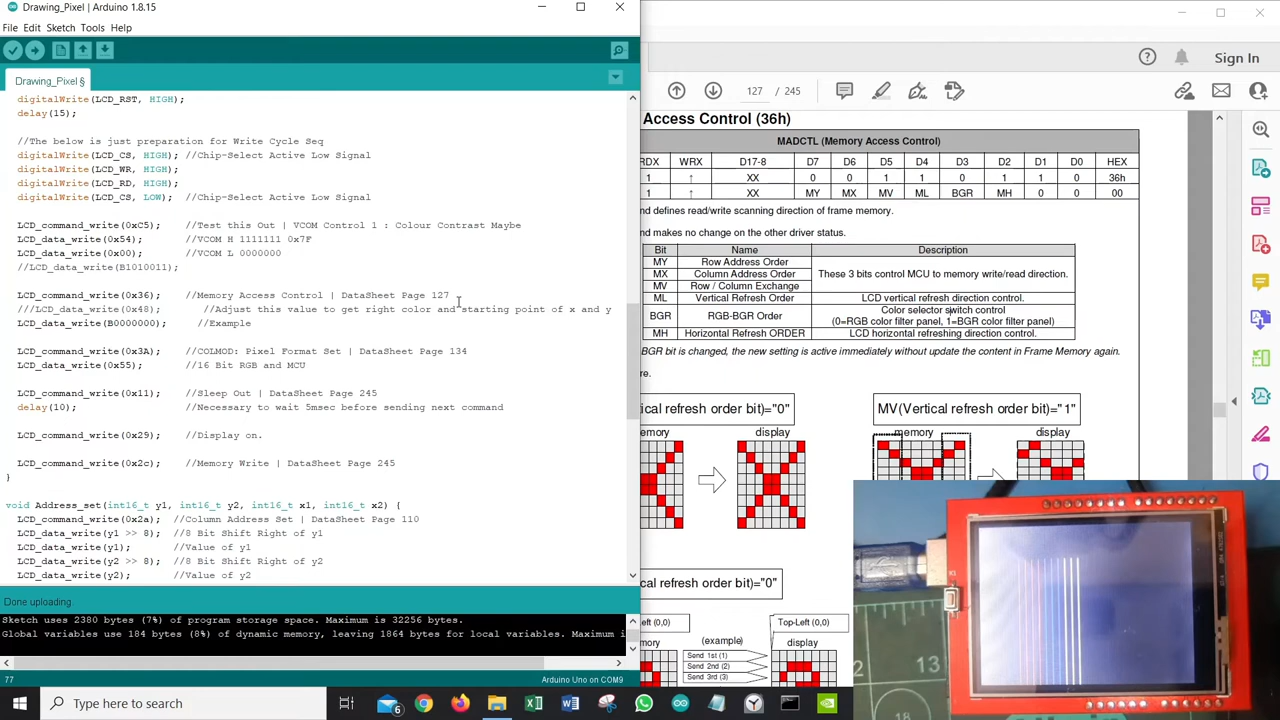 Drawing_Pixel | Arduino 1.8.15
File Edit Sketch Tools Help
Drawing_Pixel §
digitalWrite(LCD_RST, HIGH);
delay(15);
//The below is just preparation for Write Cycle Seq
digitalWrite(LCD_CS, HIGH); //Chip-Select Active Low Signal
digitalWrite(LCD_WR, HIGH);
digitalWrite(LCD_RD, HIGH);
digitalWrite(LCD_CS, LOW); //Chip-Select Active Low Signal
LCD_command_write(0xC5); //Test this Out | VCOM Control 1 : Colour Contrast Maybe
LCD_data_write(0x54); //VCOM H 1111111 0x7F
LCD_data_write(0x00); //VCOM L 0000000
//LCD_data_write(B1010011);
LCD_command_write(0x36); //Memory Access Control | DataSheet Page 127
///LCD_data_write(0x48); //Adjust this value to get right color and starting point of x and y
LCD_data_write(B0000000); //Example
LCD_command_write(0x3A); //COLMOD: Pixel Format Set | DataSheet Page 134
LCD_data_write(0x55); //16 Bit RGB and MCU
LCD_command_write(0x11); //Sleep Out | DataSheet Page 245
delay(10); //Necessary to wait 5msec before sending next command
LCD_command_write(0x29); //Display on.
LCD_command_write(0x2c); //Memory Write | DataSheet Page 245
}
void Address_set(int16_t y1, int16_t y2, int16_t x1, int16_t x2) {
LCD_command_write(0x2a); //Column Address Set | DataSheet Page 110
LCD_data_write(y1 >> 8); //8 Bit Shift Right of y1
LCD_data_write(y1); //Value of y1
LCD_data_write(y2 >> 8); //8 Bit Shift Right of y2
LCD_data_write(y2); //Value of y2
Done uploading.
Sketch uses 2380 bytes (7%) of program storage space. Maximum is 32256 bytes.
Global variables use 184 bytes (8%) of dynamic memory, leaving 1864 bytes for local variables. Maximum i
77
Arduino Uno on COM9
Sign In
127 / 245
Access Control (36h)
MADCTL (Memory Access Control)
RDX WRX D17-8 D7 D6 D5 D4 D3 D2 D1 D0 HEX
1 ↑ XX 0 0 1 1 0 1 1 0 36h
1 ↑ XX MY MX MV ML BGR MH 0 0 00
nd defines read/write scanning direction of frame memory.
nd makes no change on the other driver status.
Bit Name Description
MY Row Address Order
MX Column Address Order These 3 bits control MCU to memory write/read direction.
MV Row / Column Exchange
ML Vertical Refresh Order LCD vertical refresh direction control.
BGR RGB-BGR Order Color selector switch control
(0=RGB color filter panel, 1=BGR color filter panel)
MH Horizontal Refresh ORDER LCD horizontal refreshing direction control.
BGR bit is changed, the new setting is active immediately without update the content in Frame Memory again.
re.
ical refresh order bit)="0" MV(Vertical refresh order bit)="1"
memory display memory display
tal refresh order bit)="0"
Left (0,0) (example) Top-Left (0,0)
display
Send 1st (1)
Send 2nd (2)
Send 3rd (3)
13
Type here to search
6